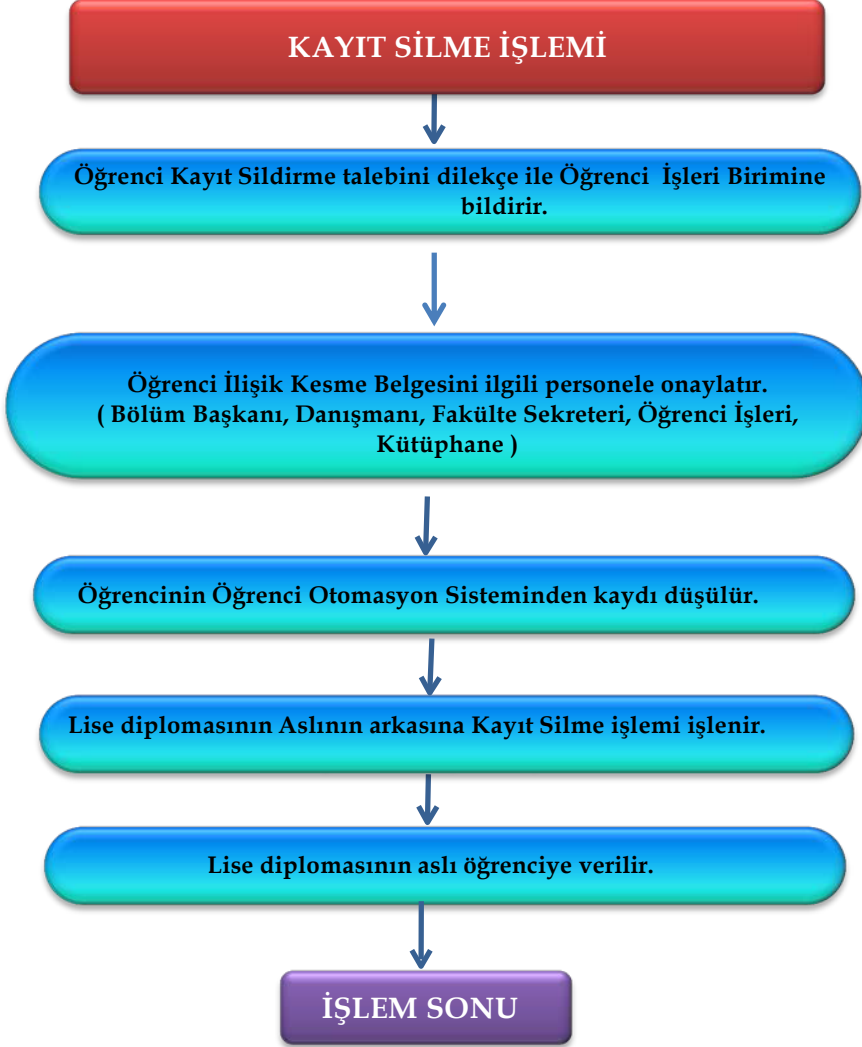 KAYIT SİLME İŞLEMİ
Öğrenci Kayıt Sildirme talebini dilekçe ile Öğrenci İşleri Birimine
bildirir.
Öğrenci İlişik Kesme Belgesini ilgili personele onaylatır.
( Bölüm Başkanı, Danışmanı, Fakülte Sekreteri, Öğrenci İşleri,
Kütüphane )
Öğrencinin Öğrenci Otomasyon Sisteminden kaydı düşülür.
Lise diplomasının Aslının arkasına Kayıt Silme işlemi işlenir.
Lise diplomasının aslı öğrenciye verilir.
İŞLEM SONU